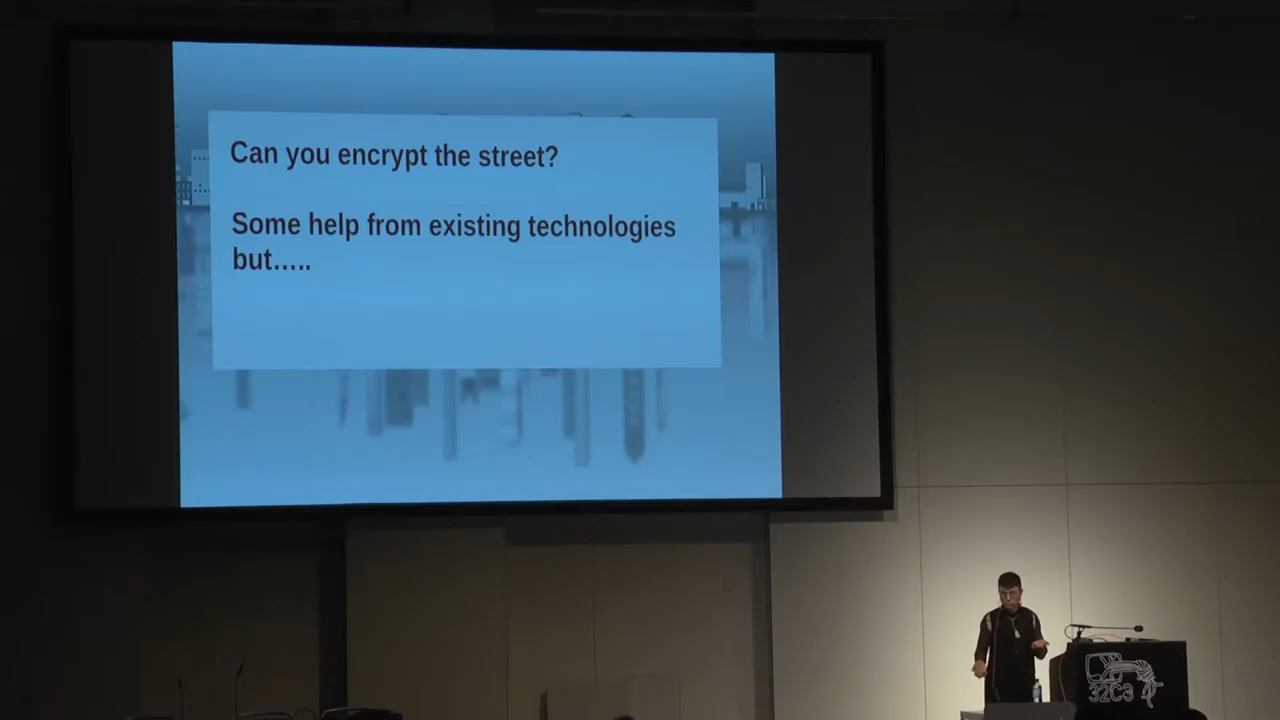 Can you encrypt the street?
Some help from existing technologies
but.....
32C3